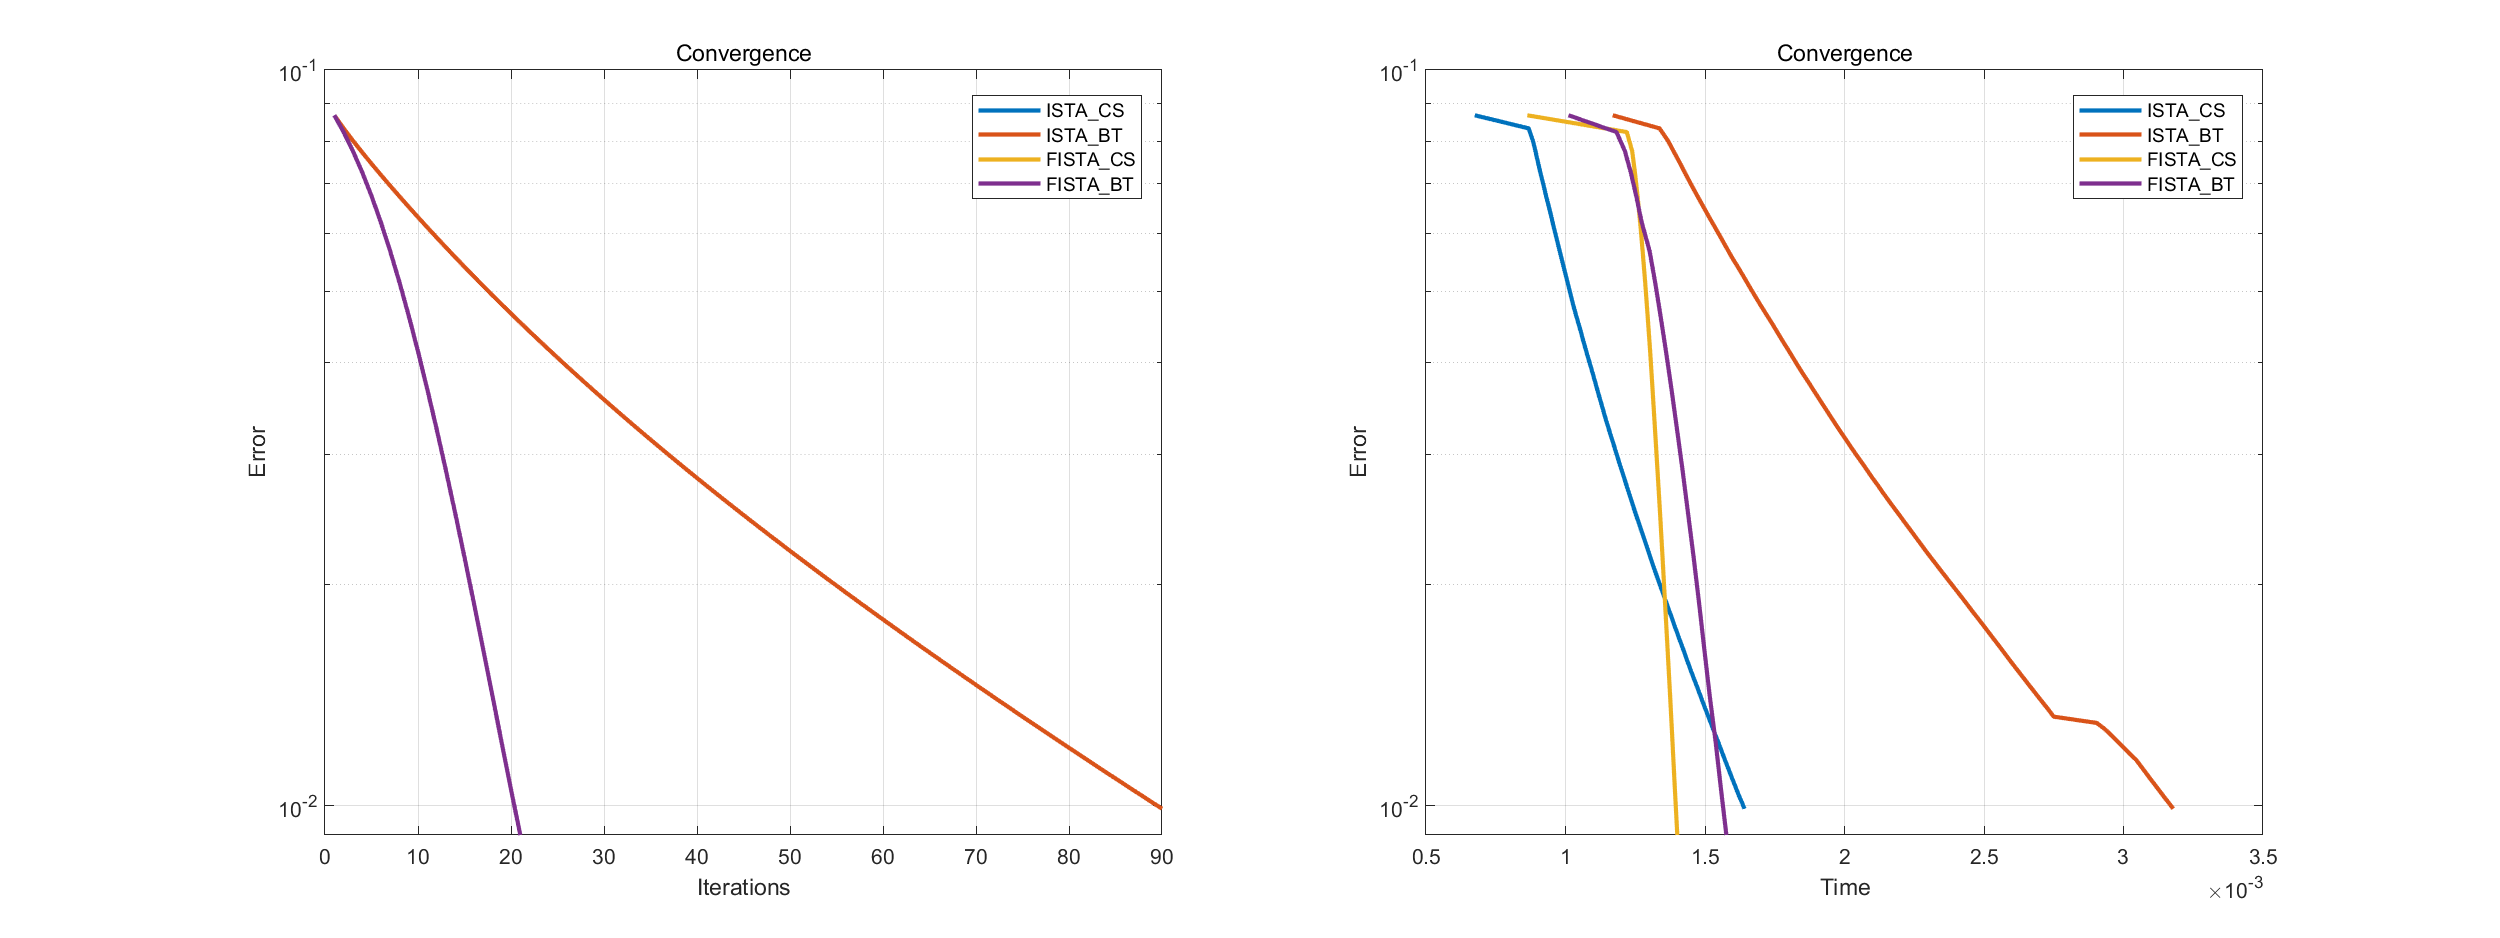 Convergence
10-1
ISTA_CS
ISTA_BT
FISTA_CS
FISTA_BT
Error
10-2
0 10 20 30 40 50 60 70 80 90
Iterations
Convergence
10-1
ISTA_CS
ISTA_BT
FISTA_CS
FISTA_BT
Error
10-2
0.5 1 1.5 2 2.5 3 3.5
Time
×10-3